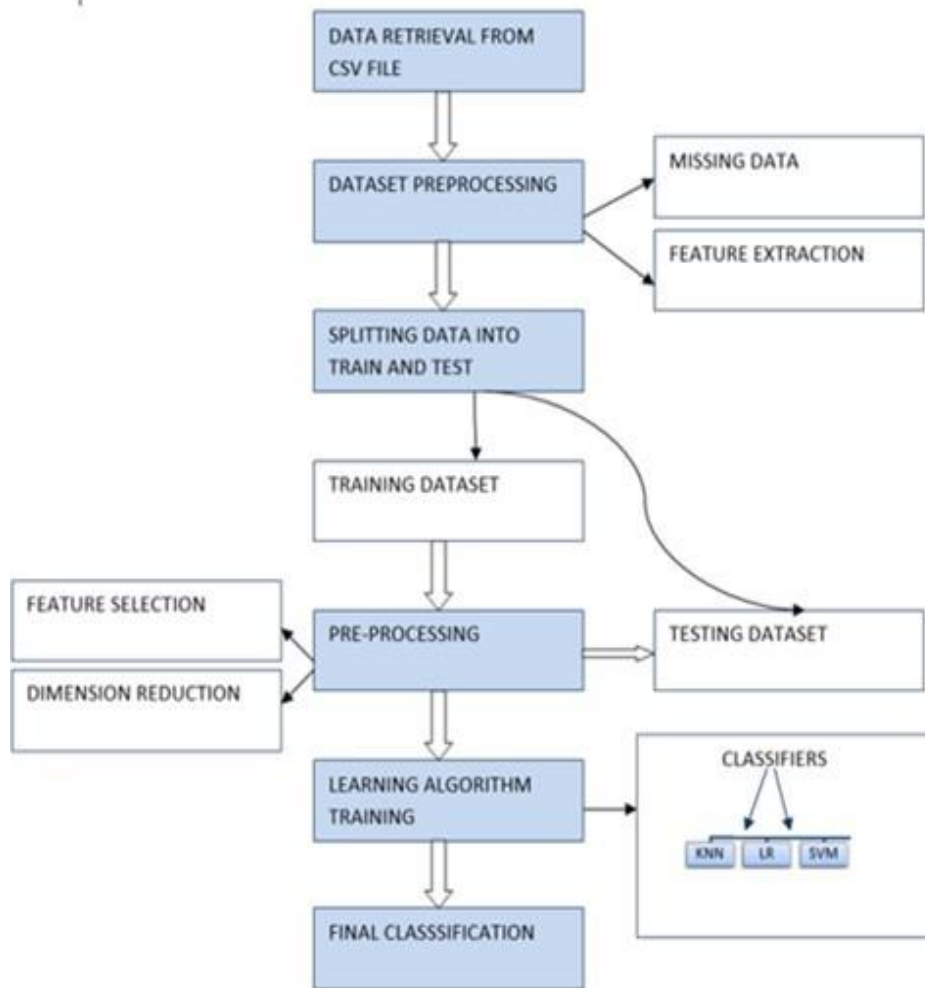 DATA RETRIEVAL FROM
CSV FILE
DATASET PREPROCESSING
MISSING DATA
FEATURE EXTRACTION
SPLITTING DATA INTO
TRAIN AND TEST
TRAINING DATASET
FEATURE SELECTION
PRE-PROCESSING
TESTING DATASET
DIMENSION REDUCTION
LEARNING ALGORITHM
TRAINING
CLASSIFIERS
KNN
LR
SVM
FINAL CLASSSIFICATION